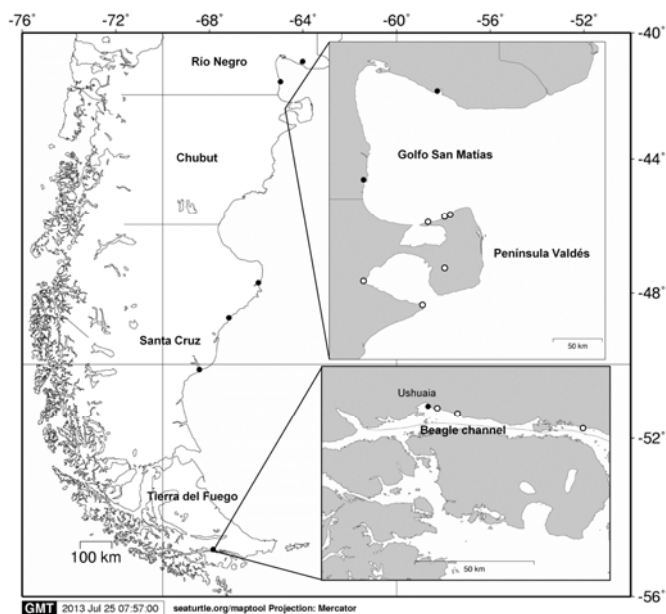 -76 -72 -68 -64 -60 -56 -52
-40
Río Negro
Golfo San Matías
Chubut
-44
Península Valdés
-48
Santa Cruz
50 km
Ushuaia
Beagle channel
-52
Tierra del Fuego
100 km
50 km
-56
GMT 2013 Jul 25 07:57:00 seaturtle.org/maptool Projection: Mercator